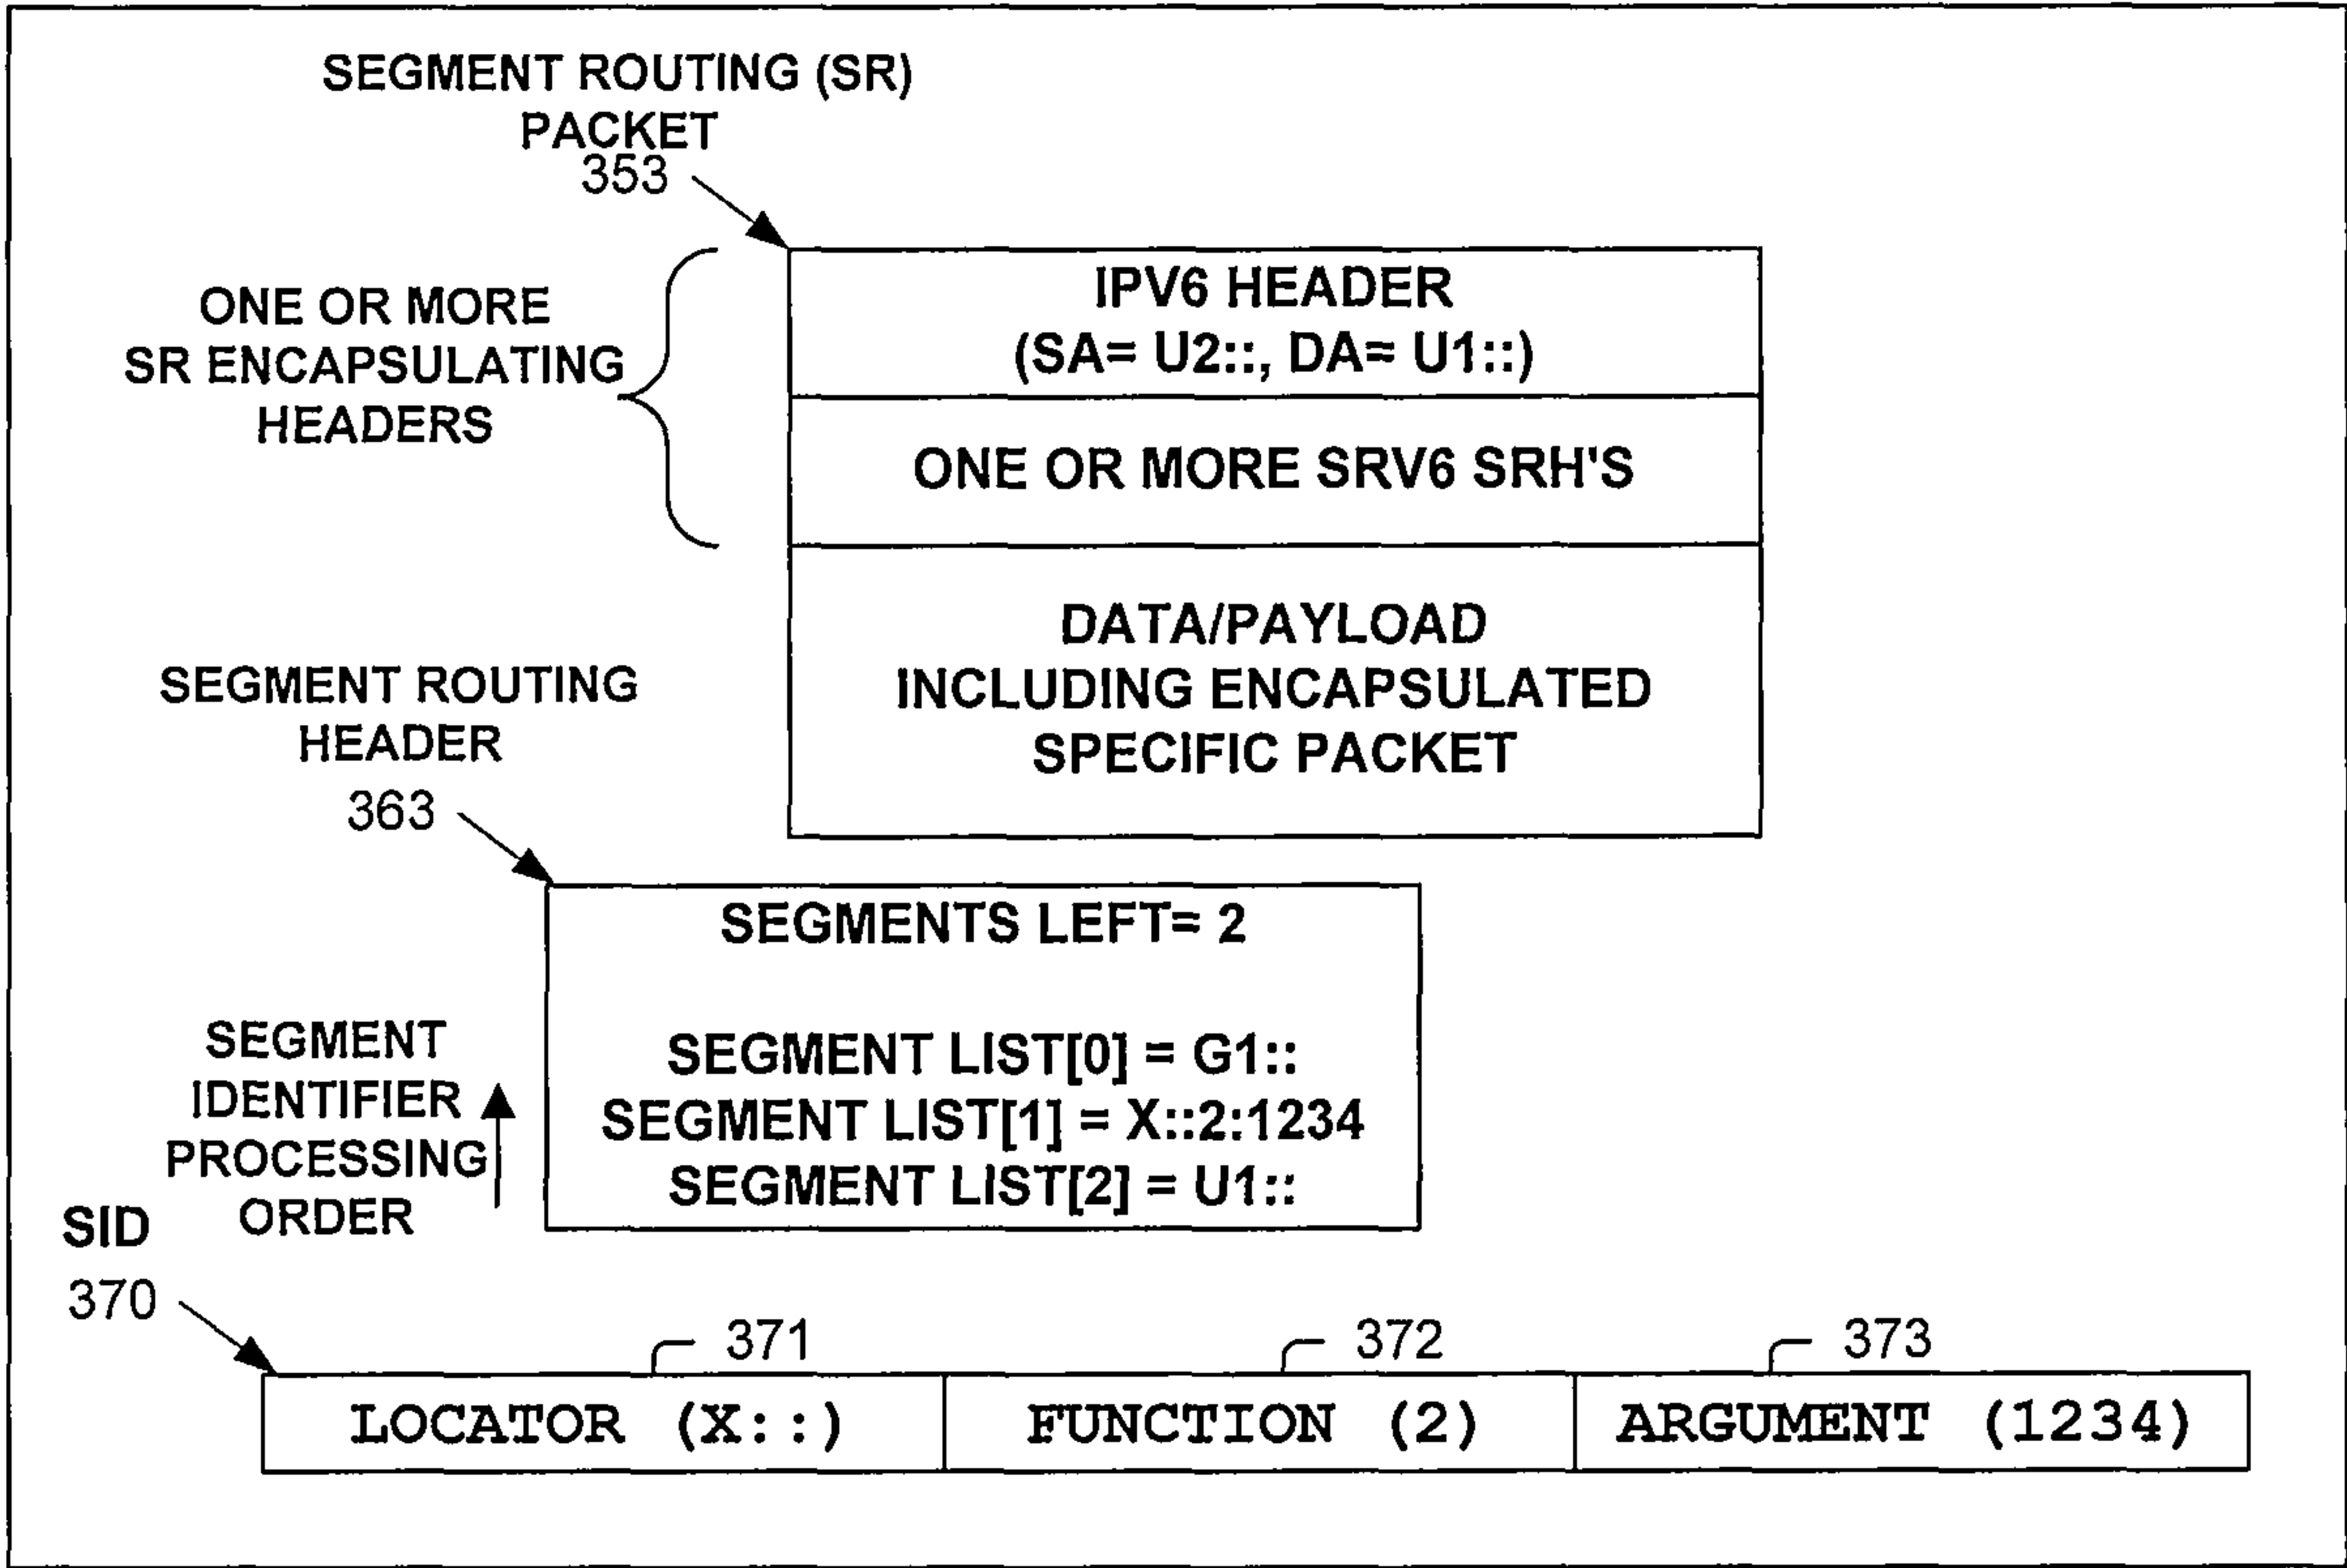 SEGMENT ROUTING (SR)
PACKET
353
IPV6 HEADER
(SA= U2::, DA= U1::)
ONE OR MORE
SR ENCAPSULATING
HEADERS
ONE OR MORE SRV6 SRH'S
DATA/PAYLOAD
INCLUDING ENCAPSULATED
SPECIFIC PACKET
SEGMENT ROUTING
HEADER
363
SEGMENTS LEFT= 2
SEGMENT LIST[0] = G1::
SEGMENT LIST[1] = X::2:1234
SEGMENT LIST[2] = U1::
SEGMENT
IDENTIFIER
PROCESSING
ORDER
SID
370
371
372
373
LOCATOR (X::)
FUNCTION (2)
ARGUMENT (1234)